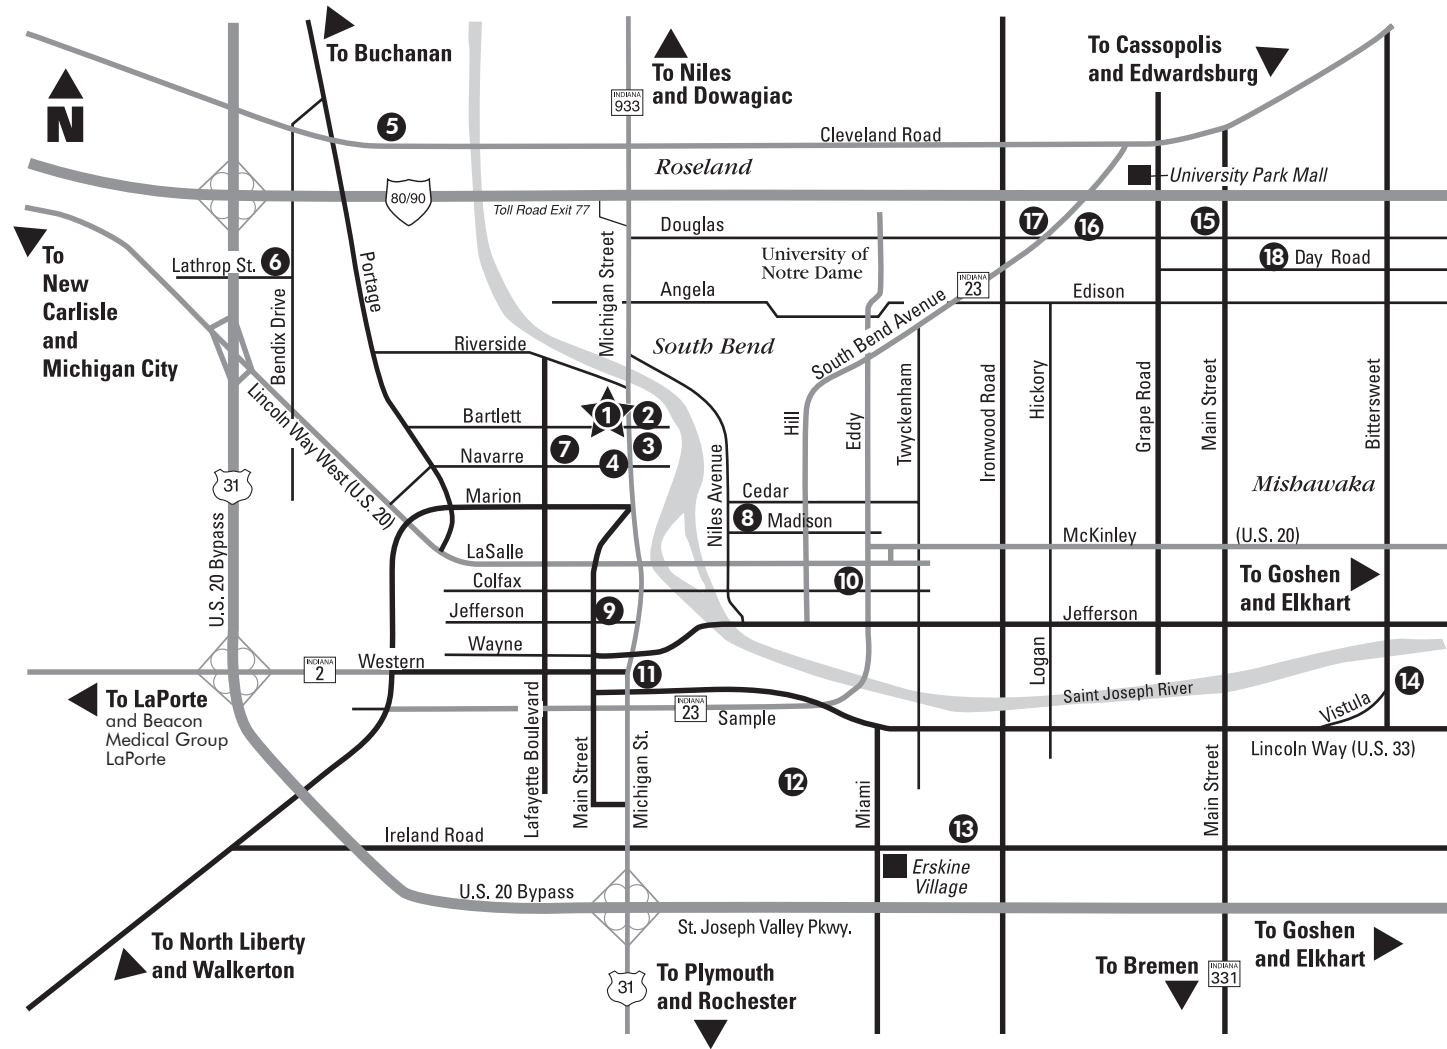 To Buchanan
To Niles
and Dowagiac
To Cassopolis
and Edwardsburg
N
INDIANA
933
5
Cleveland Road
Roseland
University Park Mall
80/90
Toll Road Exit 77
Douglas
17
16
15
To
New
Carlisle
and
Michigan City
Lathrop St.
6
Portage
Michigan Street
University of
Notre Dame
18
Day Road
Bendix Drive
Angela
INDIANA
23
Edison
Riverside
South Bend
South Bend Avenue
Lincoln Way West (U.S. 20)
Bartlett
1
2
Hill
Eddy
Twyckenham
Ironwood Road
Hickory
Grape Road
Main Street
Bittersweet
7
3
Navarre
4
31
Marion
Niles Avenue
Cedar
8
Madison
Mishawaka
McKinley
(U.S. 20)
U.S. 20 Bypass
LaSalle
Colfax
10
To Goshen
and Elkhart
Jefferson
9
Jefferson
Wayne
INDIANA
2
Western
11
Logan
Saint Joseph River
14
Vistula
To LaPorte
and Beacon
Medical Group
LaPorte
INDIANA
23
Sample
Lafayette Boulevard
Main Street
Michigan St.
Lincoln Way (U.S. 33)
12
Miami
Main Street
13
Ireland Road
Erskine
Village
U.S. 20 Bypass
St. Joseph Valley Pkwy.
To North Liberty
and Walkerton
To Goshen
and Elkhart
31
To Plymouth
and Rochester
To Bremen
INDIANA
331